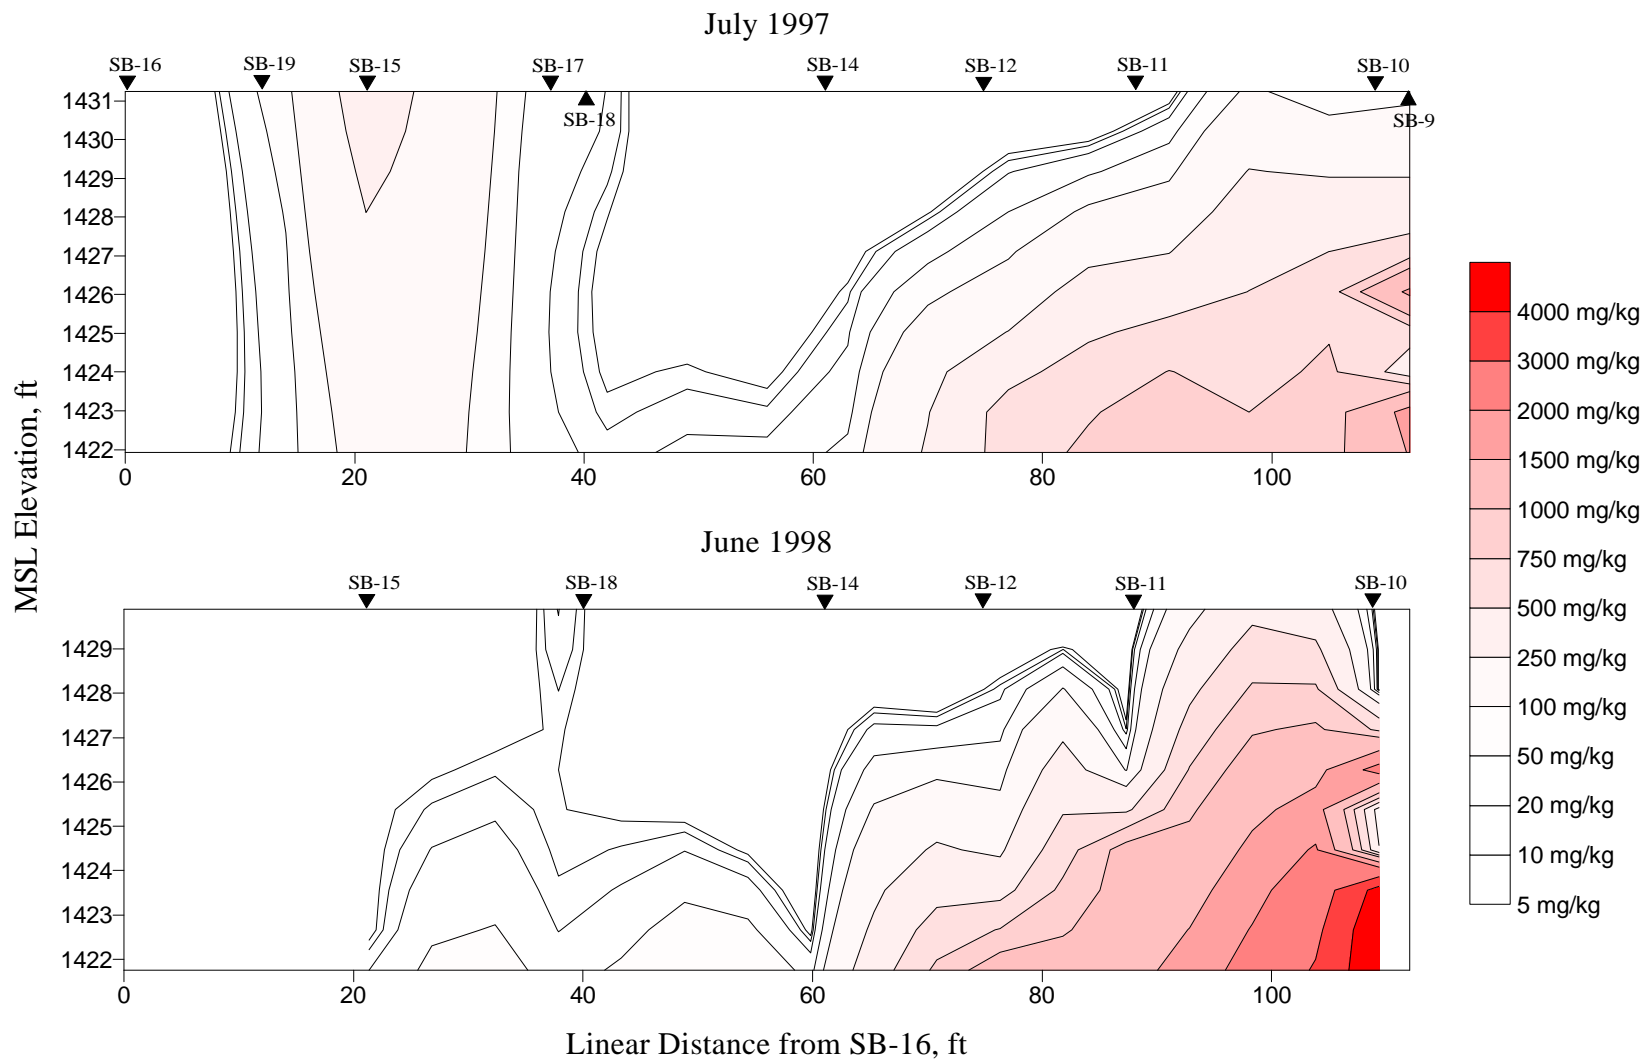 July 1997
SB-16 SB-19 SB-15 SB-17 SB-14 SB-12 SB-11 SB-10
SB-18 SB-9
1431
1430
1429
1428
1427
1426
1425
1424
1423
1422
0 20 40 60 80 100
MSL Elevation, ft
June 1998
SB-15 SB-18 SB-14 SB-12 SB-11 SB-10
1429
1428
1427
1426
1425
1424
1423
1422
0 20 40 60 80 100
Linear Distance from SB-16, ft
4000 mg/kg
3000 mg/kg
2000 mg/kg
1500 mg/kg
1000 mg/kg
750 mg/kg
500 mg/kg
250 mg/kg
100 mg/kg
50 mg/kg
20 mg/kg
10 mg/kg
5 mg/kg